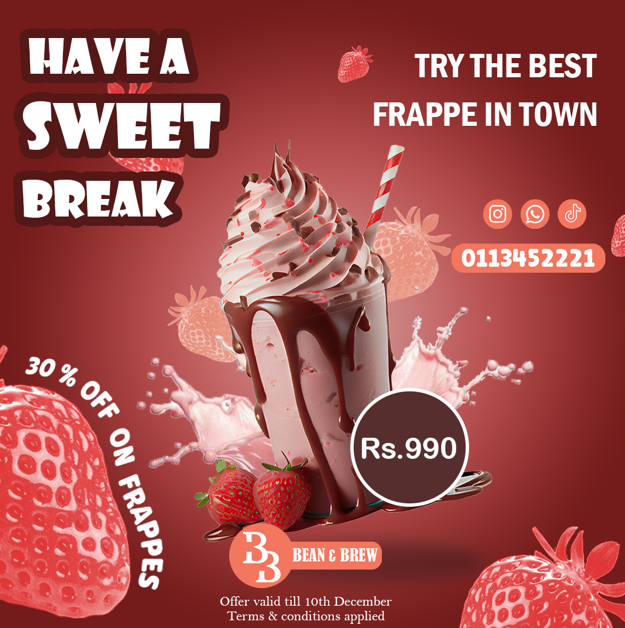 HAVE A
SWEET
BREAK
TRY THE BEST
FRAPPE IN TOWN
0113452221
30 % OFF ON FRAPPES
Rs.990
BB
BEAN & BREW
Offer valid till 10th December
Terms & conditions applied